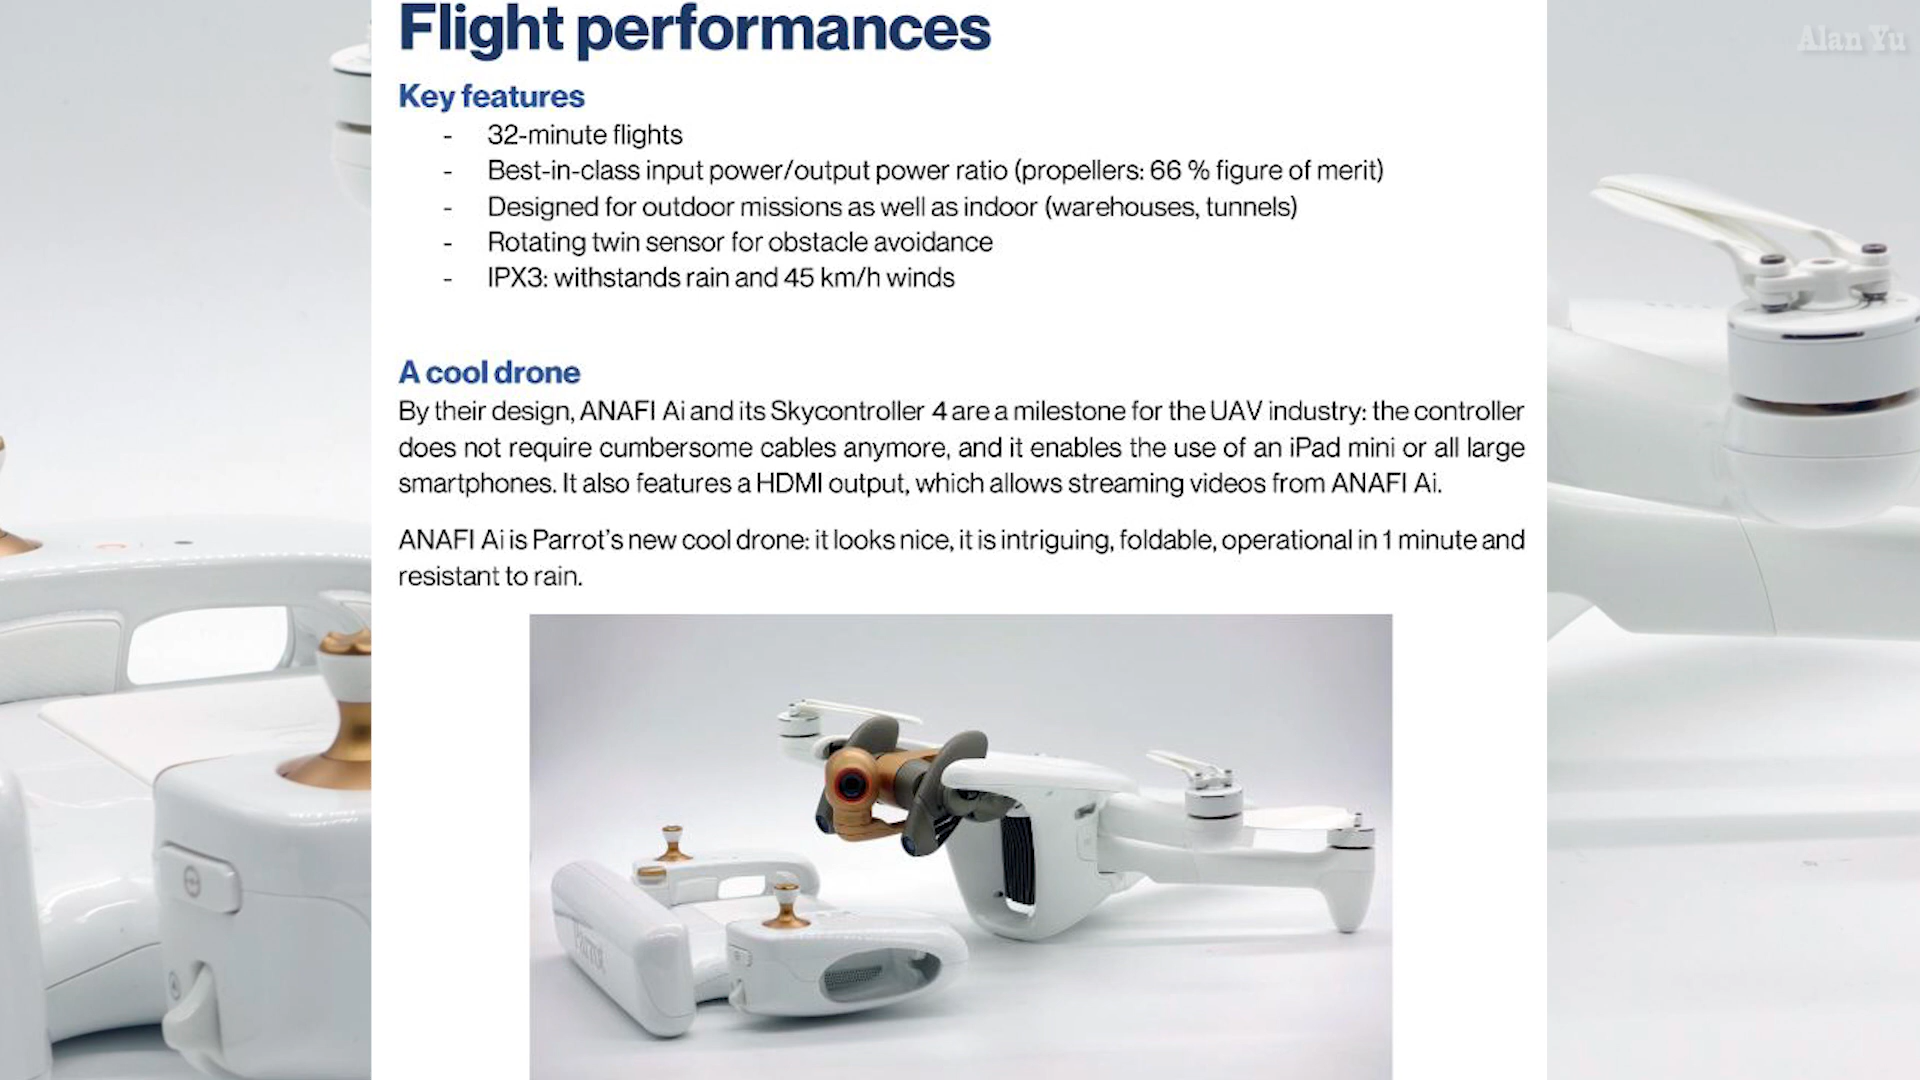 Flight performances
Alan Yu
Key features
- 32-minute flights
- Best-in-class input power/output power ratio (propellers: 66 % figure of merit)
- Designed for outdoor missions as well as indoor (warehouses, tunnels)
- Rotating twin sensor for obstacle avoidance
- IPX3: withstands rain and 45 km/h winds
A cool drone
By their design, ANAFI Ai and its Skycontroller 4 are a milestone for the UAV industry: the controller
does not require cumbersome cables anymore, and it enables the use of an iPad mini or all large
smartphones. It also features a HDMI output, which allows streaming videos from ANAFI Ai.
ANAFI Ai is Parrot’s new cool drone: it looks nice, it is intriguing, foldable, operational in 1 minute and
resistant to rain.
Parrot